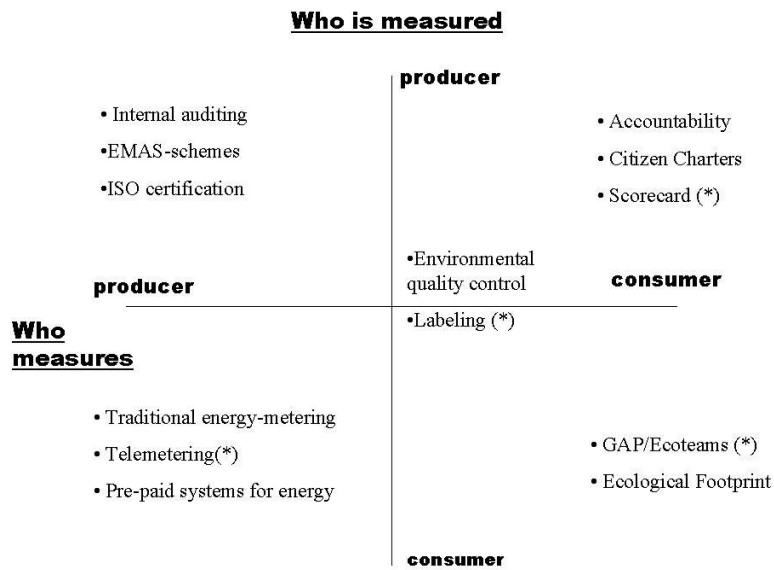 Who is measured
producer
• Internal auditing
•EMAS-schemes
•ISO certification
• Accountability
• Citizen Charters
• Scorecard (*)
producer
•Environmental
quality control
•Labeling (*)
consumer
Who
measures
• Traditional energy-metering
• Telemetering(*)
• Pre-paid systems for energy
• GAP/Ecoteams (*)
• Ecological Footprint
consumer